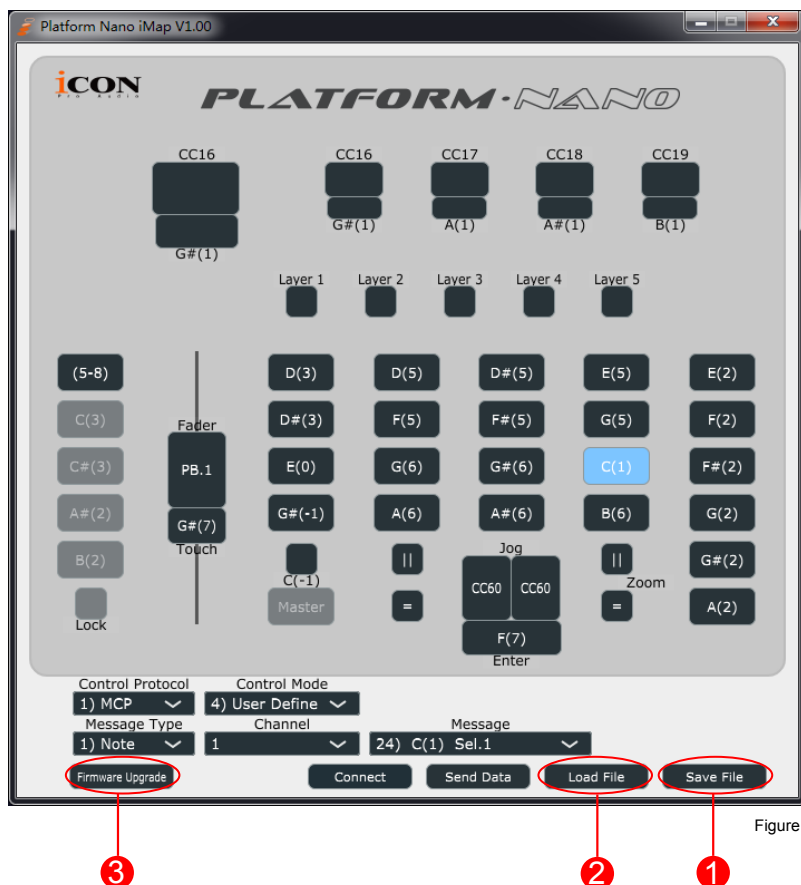 Platform Nano iMap V1.00
iCON
Pro Audio
PLATFORM·NANO
CC16 CC16 CC17 CC18 CC19
G#(1) A(1) A#(1) B(1)
G#(1)
Layer 1 Layer 2 Layer 3 Layer 4 Layer 5
(5-8) D(3) D(5) D#(5) E(5) E(2)
C(3) Fader D#(3) F(5) F#(5) G(5) F(2)
C#(3) PB.1 E(0) G(6) G#(6) C(1) F#(2)
A#(2) G#(7) G#(-1) A(6) A#(6) B(6) G(2)
Touch Jog
B(2) || || G#(2)
C(-1) CC60 CC60 Zoom
Master = = A(2)
Lock F(7)
Enter
Control Protocol Control Mode
1) MCP 4) User Define
Message Type Channel Message
1) Note 1 24) C(1) Sel.1
Firmware Upgrade Connect Send Data Load File Save File
Figure
3 2 1